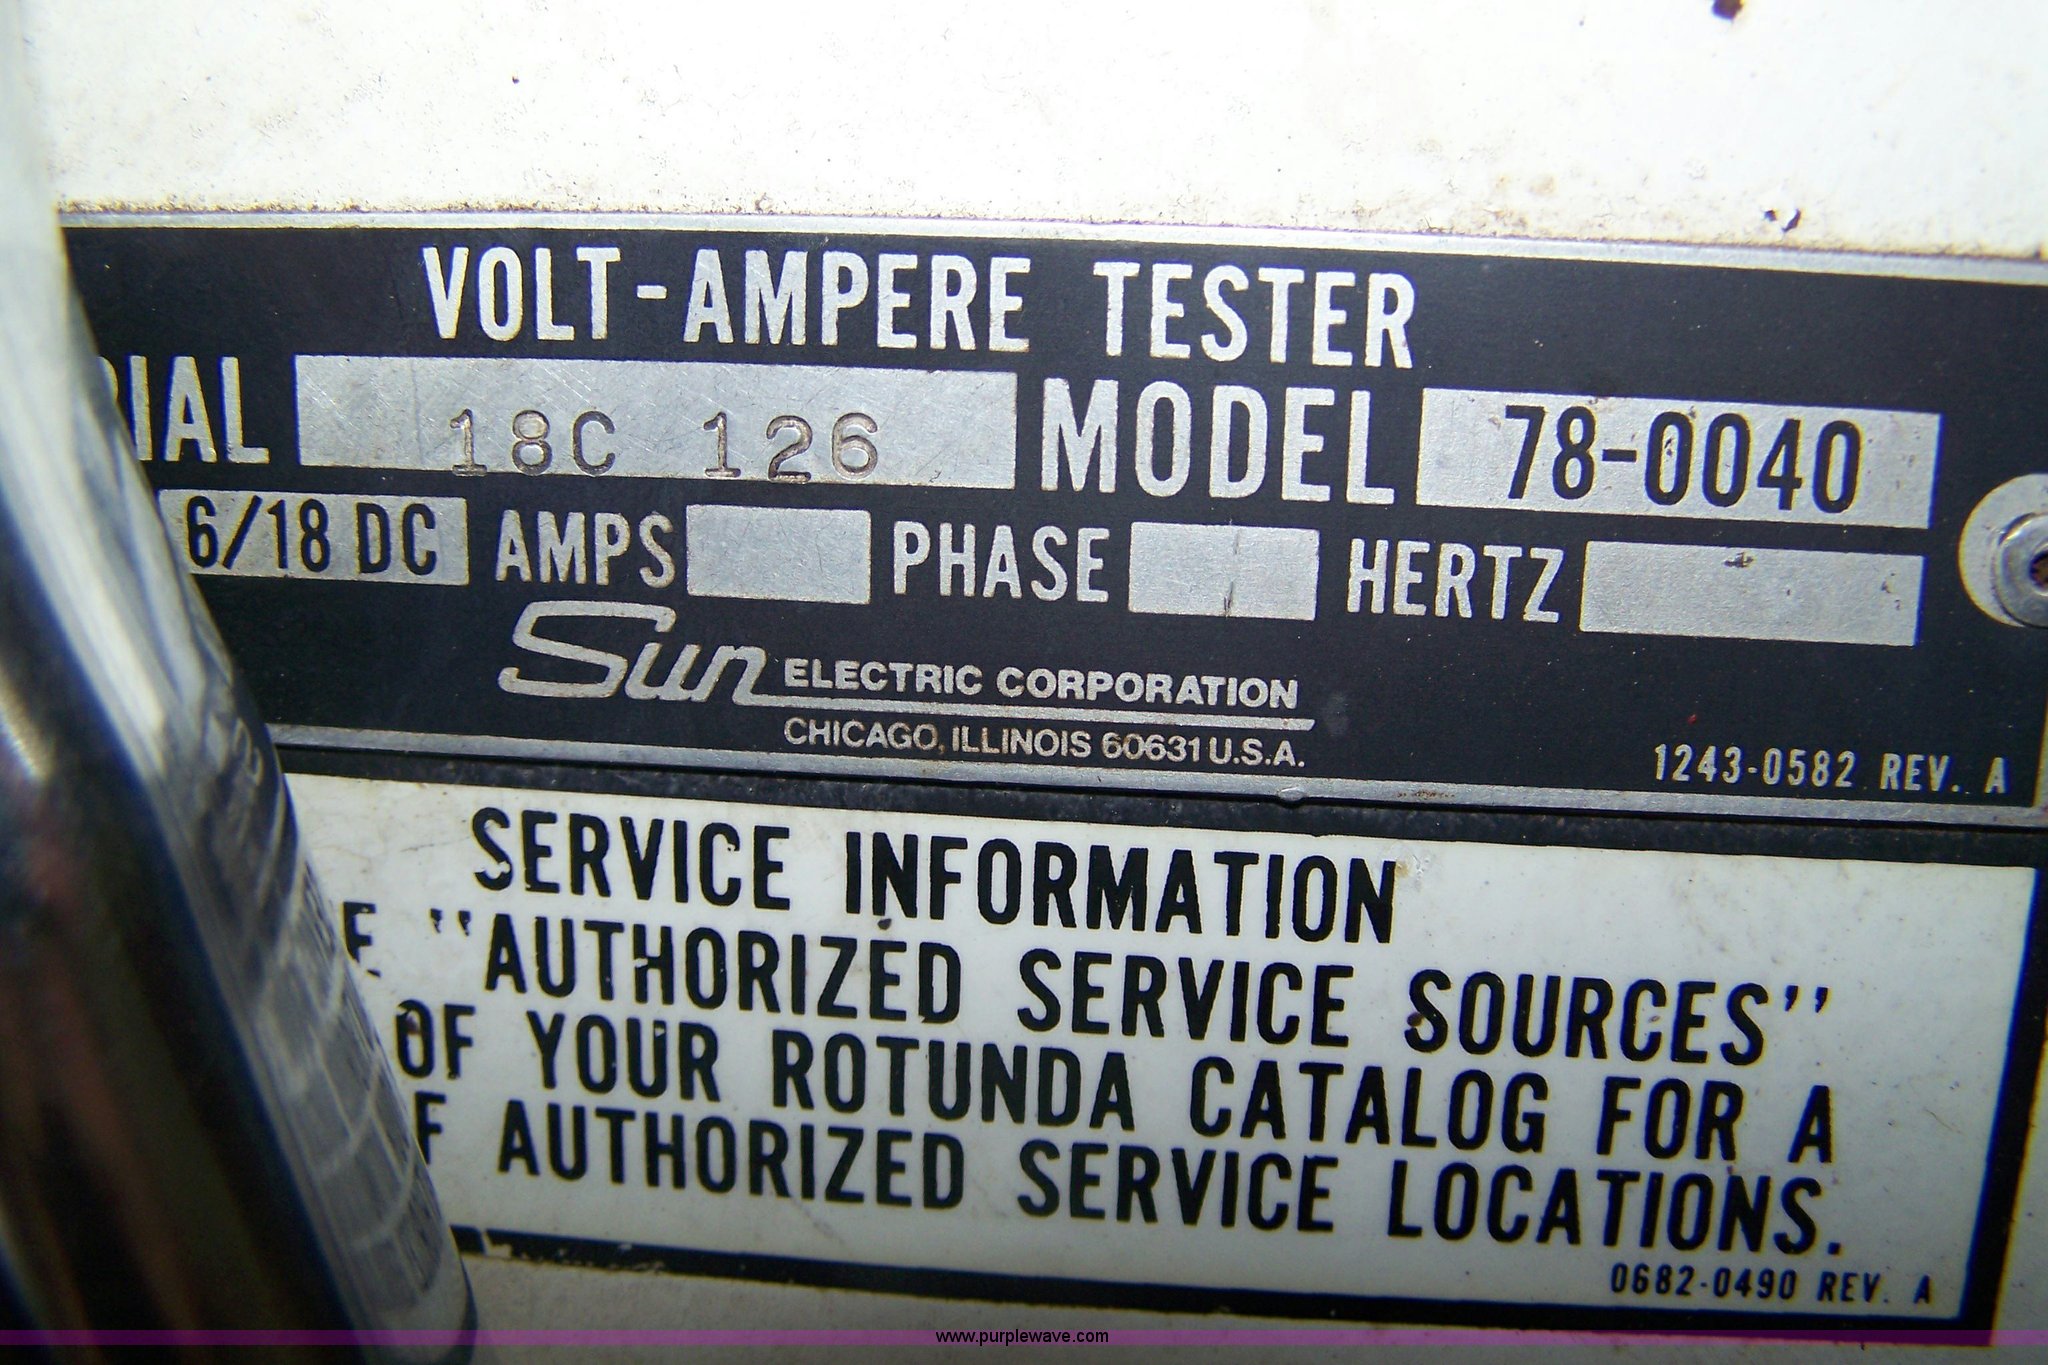 VOLT-AMPERE TESTER
18C 126 MODEL 78-0040
6/18 DC AMPS PHASE HERTZ
Sun ELECTRIC CORPORATION
CHICAGO, ILLINOIS 60631 U.S.A.
1243-0582 REV. A
SERVICE INFORMATION
"AUTHORIZED SERVICE SOURCES"
OF YOUR ROTUNDA CATALOG FOR A
AUTHORIZED SERVICE LOCATIONS.
0682-0490 REV. A
www.purplewave.com